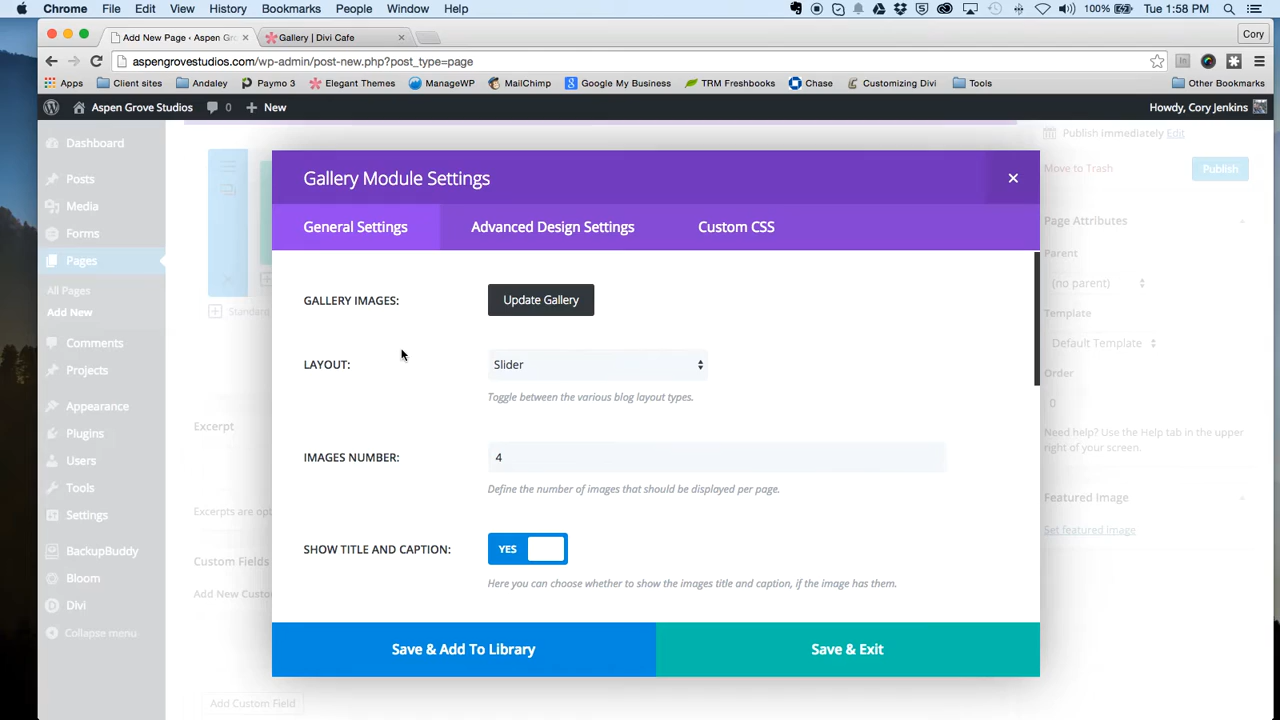 Chrome File Edit View History Bookmarks People Window Help 100% Tue 1:58 PM
Add New Page ‹ Aspen Gro × Gallery | Divi Cafe × Cory
aspengrovestudios.com/wp-admin/post-new.php?post_type=page
Apps Client sites Andaley Paymo 3 Elegant Themes ManageWP MailChimp Google My Business TRM Freshbooks Chase Customizing Divi Tools Other Bookmarks
Aspen Grove Studios 0 + New Howdy, Cory Jenkins
Dashboard
Posts
Media
Forms
Pages
All Pages
Add New
Comments
Projects
Appearance
Plugins
Users
Tools
Settings
BackupBuddy
Bloom
Divi
Collapse menu
Standard
Excerpt
Excerpts are opt
Custom Fields
Add New Custo
Add Custom Field
Gallery Module Settings
General Settings Advanced Design Settings Custom CSS
GALLERY IMAGES: Update Gallery
LAYOUT: Slider
Toggle between the various blog layout types.
IMAGES NUMBER: 4
Define the number of images that should be displayed per page.
SHOW TITLE AND CAPTION: YES
Here you can choose whether to show the images title and caption, if the image has them.
Save & Add To Library Save & Exit
Publish immediately Edit
Move to Trash Publish
Page Attributes
Parent
(no parent)
Template
Default Template
Order
0
Need help? Use the Help tab in the upper
right of your screen.
Featured Image
Set featured image